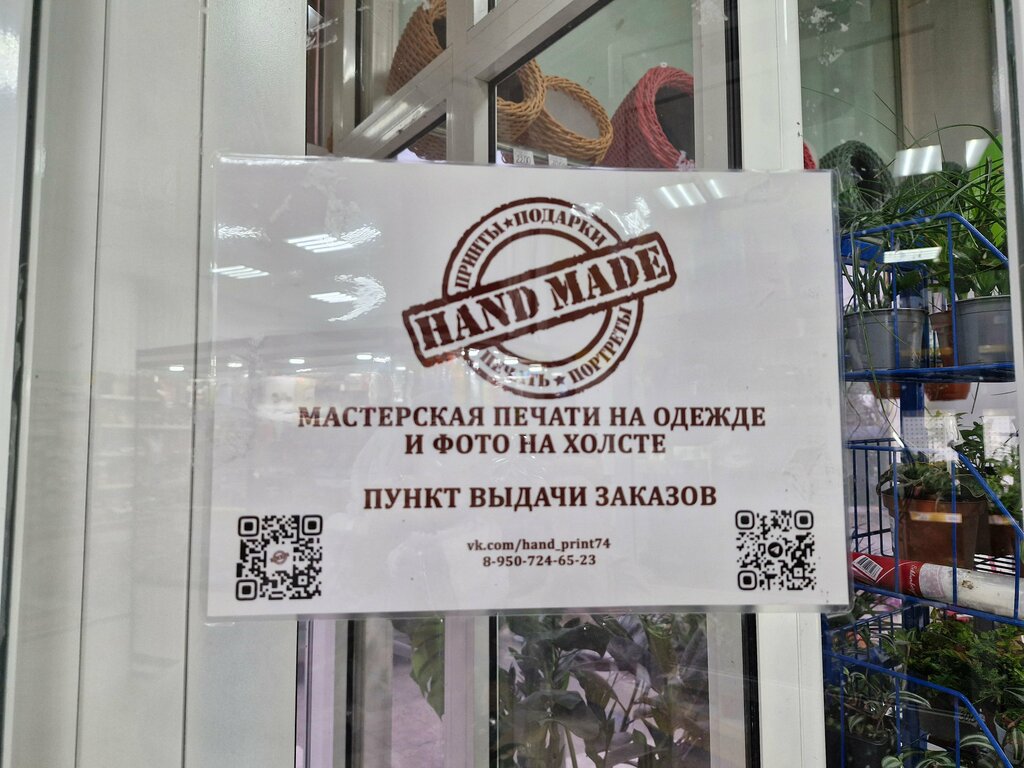 ПРИНТЫ★ПОДАРКИ
HAND MADE
ПЕЧАТЬ★ПОРТРЕТЫ
МАСТЕРСКАЯ ПЕЧАТИ НА ОДЕЖДЕ
И ФОТО НА ХОЛСТЕ
ПУНКТ ВЫДАЧИ ЗАКАЗОВ
vk.com/hand_print74
8-950-724-65-23